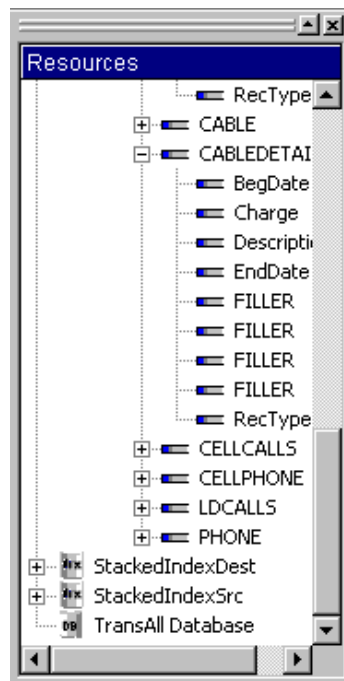 Resources
RecType
CABLE
CABLEDETAI
BegDate
Charge
Descripti
EndDate
FILLER
FILLER
FILLER
FILLER
RecType
CELLCALLS
CELLPHONE
LDCALLS
PHONE
StackedIndexDest
StackedIndexSrc
DB TransAll Database